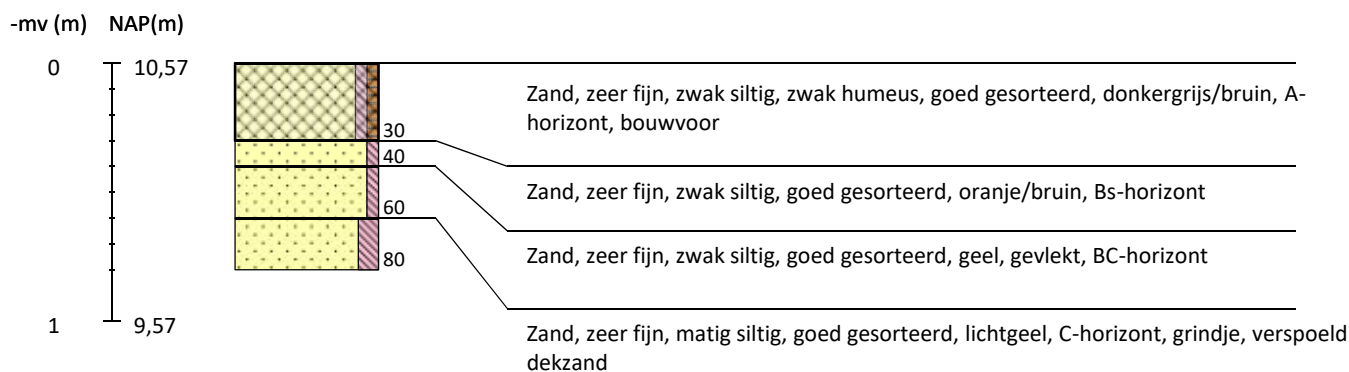 -mv (m) NAP(m)
0 10,57
Zand, zeer fijn, zwak siltig, zwak humeus, goed gesorteerd, donkergrijs/bruin, A-
horizont, bouwvoor
30
40
Zand, zeer fijn, zwak siltig, goed gesorteerd, oranje/bruin, Bs-horizont
60
Zand, zeer fijn, zwak siltig, goed gesorteerd, geel, gevlekt, BC-horizont
80
1 9,57
Zand, zeer fijn, matig siltig, goed gesorteerd, lichtgeel, C-horizont, grindje, verspoeld
dekzand